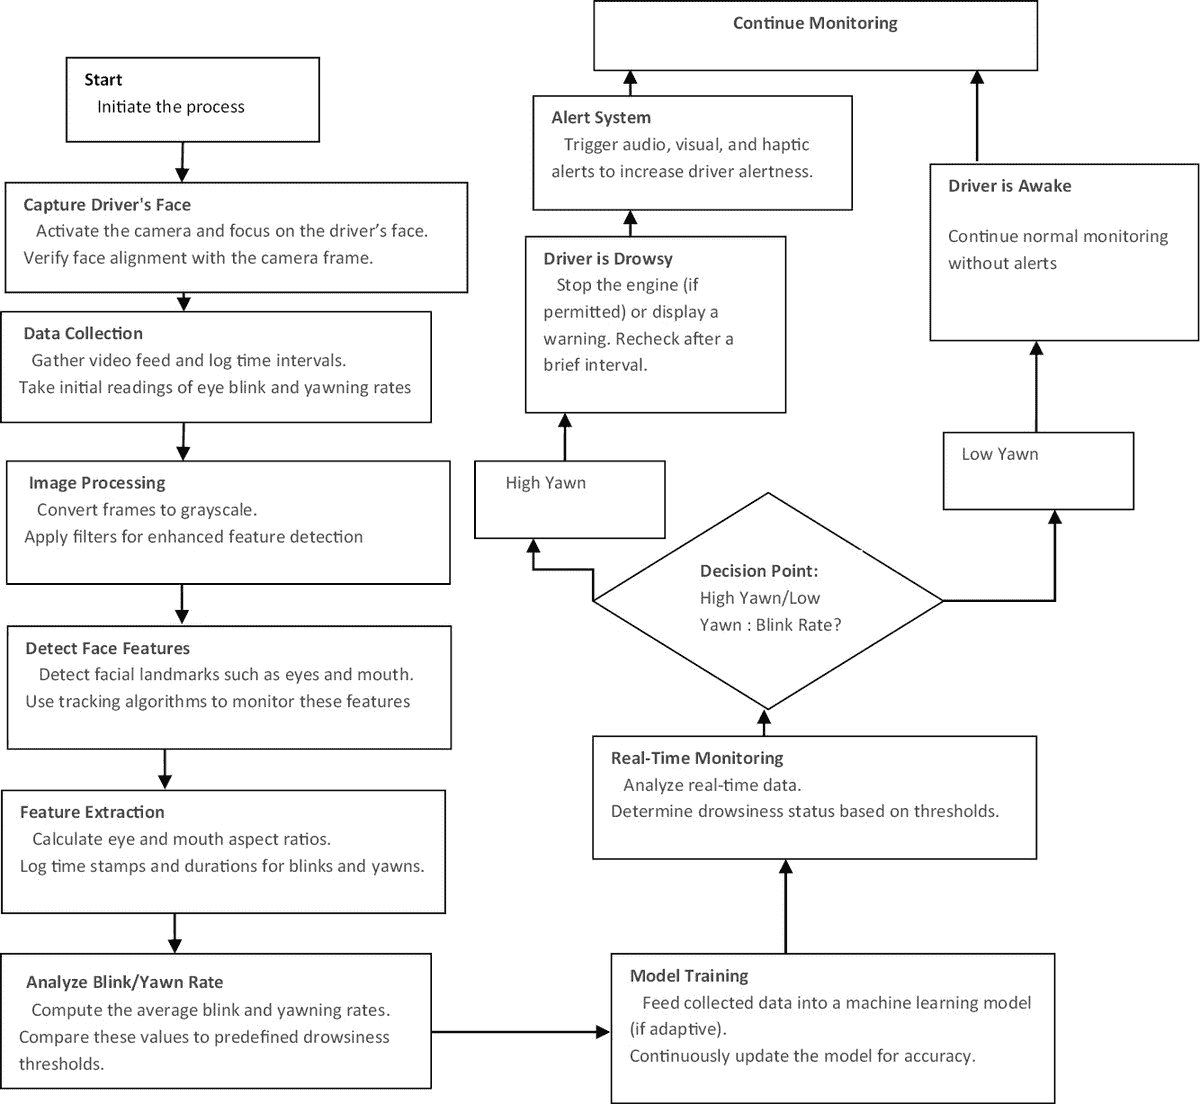 Start
Initiate the process
Capture Driver's Face
Activate the camera and focus on the driver’s face.
Verify face alignment with the camera frame.
Data Collection
Gather video feed and log time intervals.
Take initial readings of eye blink and yawning rates
Image Processing
Convert frames to grayscale.
Apply filters for enhanced feature detection
Detect Face Features
Detect facial landmarks such as eyes and mouth.
Use tracking algorithms to monitor these features
Feature Extraction
Calculate eye and mouth aspect ratios.
Log time stamps and durations for blinks and yawns.
Analyze Blink/Yawn Rate
Compute the average blink and yawning rates.
Compare these values to predefined drowsiness
thresholds.
Model Training
Feed collected data into a machine learning model
(if adaptive).
Continuously update the model for accuracy.
Real-Time Monitoring
Analyze real-time data.
Determine drowsiness status based on thresholds.
Decision Point:
High Yawn/Low
Yawn : Blink Rate?
High Yawn
Driver is Drowsy
Stop the engine (if
permitted) or display a
warning. Recheck after a
brief interval.
Alert System
Trigger audio, visual, and haptic
alerts to increase driver alertness.
Low Yawn
Driver is Awake
Continue normal monitoring
without alerts
Continue Monitoring